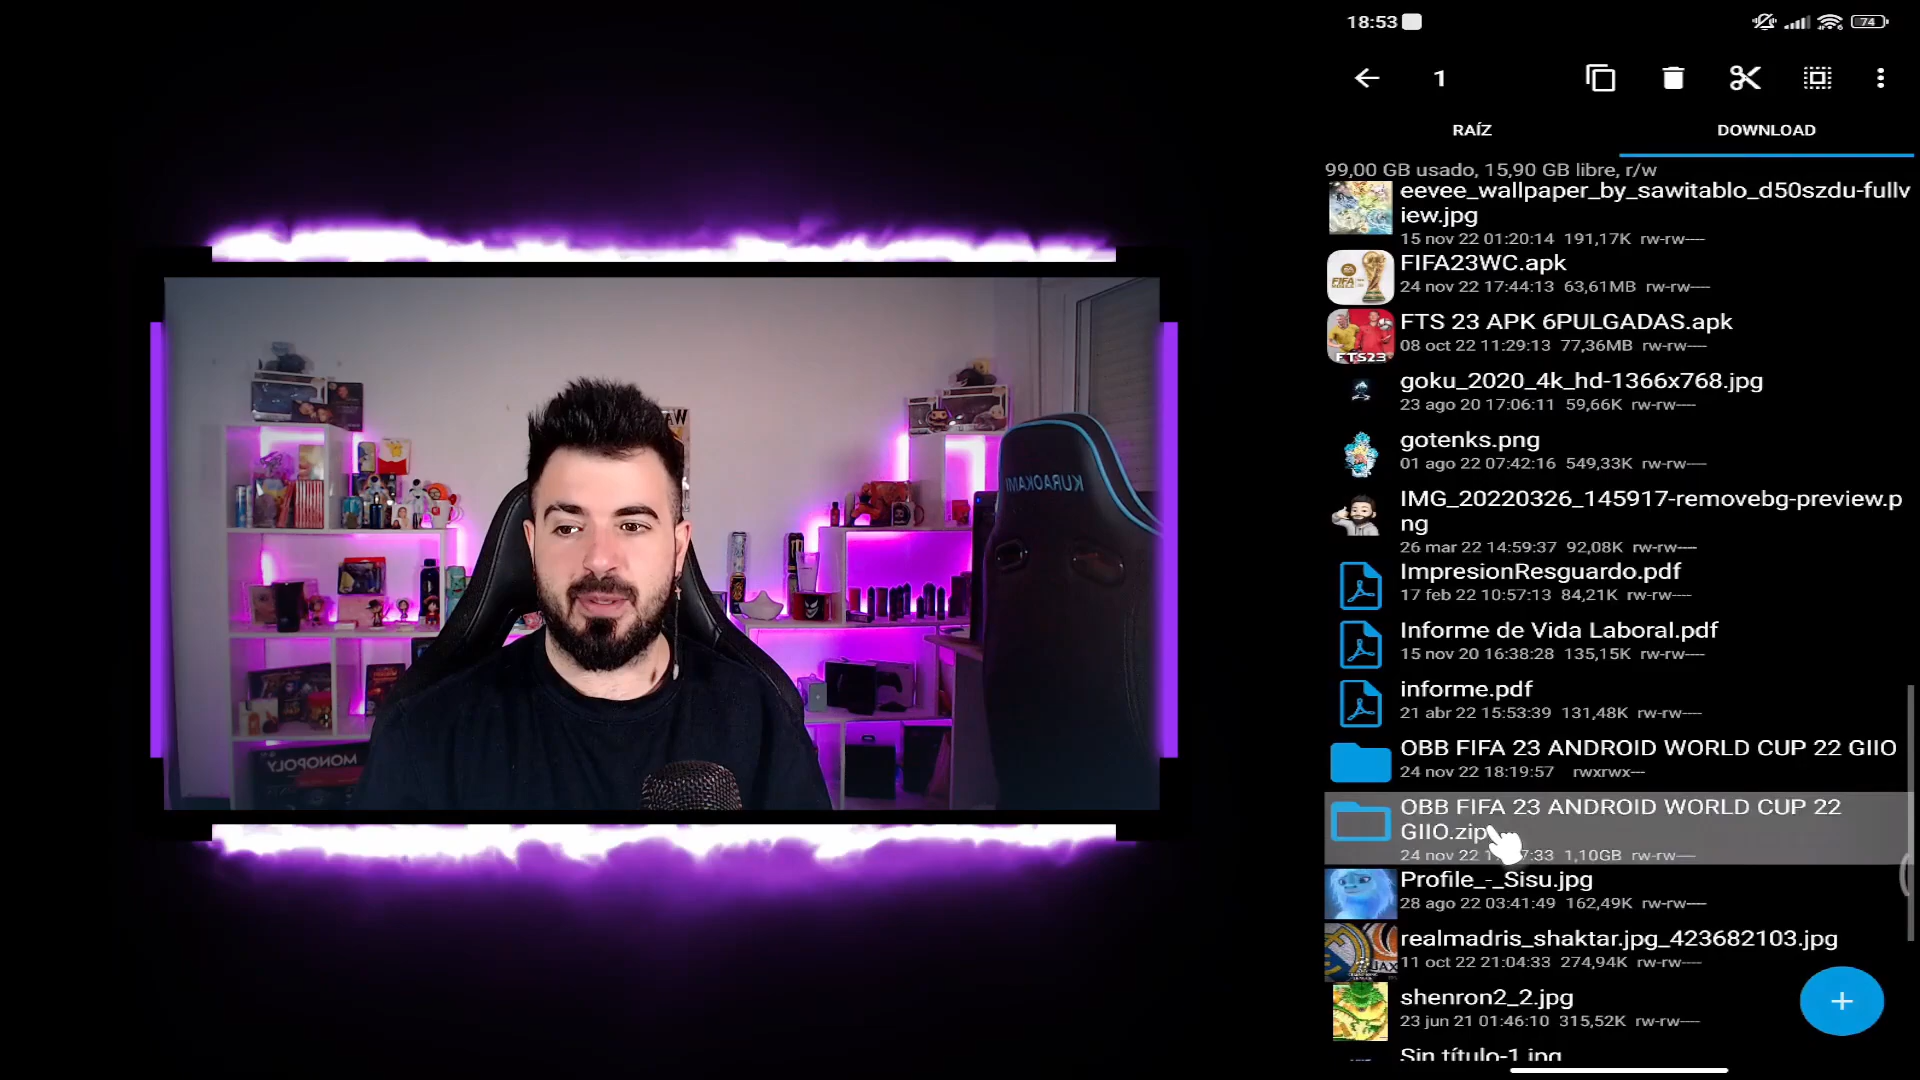 18:53
74
1
RAÍZ
DOWNLOAD
99,00 GB usado, 15,90 GB libre, r/w
eevee_wallpaper_by_sawitablo_d50szdu-fullv
iew.jpg
15 nov 22 01:20:14 191,17K rw-rw----
FIFA23WC.apk
24 nov 22 17:44:13 63,61MB rw-rw----
FTS 23 APK 6PULGADAS.apk
FTS23
08 oct 22 11:29:13 77,36MB rw-rw----
goku_2020_4k_hd-1366x768.jpg
23 ago 20 17:06:11 59,66K rw-rw----
gotenks.png
01 ago 22 07:42:16 549,33K rw-rw----
IMG_20220326_145917-removebg-preview.p
ng
26 mar 22 14:59:37 92,08K rw-rw----
ImpresionResguardo.pdf
17 feb 22 10:57:13 84,21K rw-rw----
Informe de Vida Laboral.pdf
15 nov 20 16:38:28 135,15K rw-rw----
informe.pdf
21 abr 22 15:53:39 131,48K rw-rw----
OBB FIFA 23 ANDROID WORLD CUP 22 GIIO
24 nov 22 18:19:57 rwxrwx---
OBB FIFA 23 ANDROID WORLD CUP 22
GIIO.zip
24 nov 22 1,10GB rw-rw----
Profile_-_Sisu.jpg
28 ago 22 03:41:49 162,49K rw-rw----
realmadris_shaktar.jpg_423682103.jpg
11 oct 22 21:04:33 274,94K rw-rw----
shenron2_2.jpg
23 jun 21 01:46:10 315,52K rw-rw----
Sin título-1.jpg
KURAOKAMI
MONOPOLY